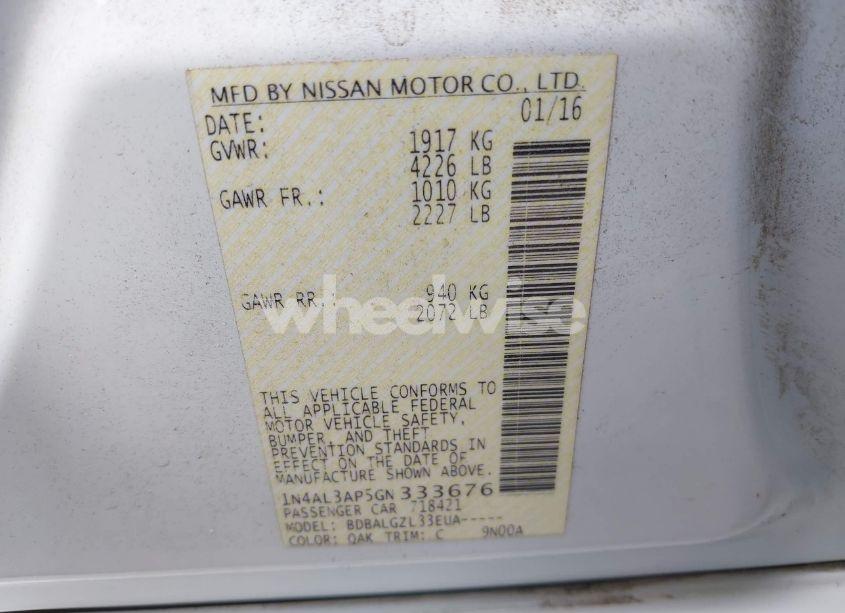 MFD BY NISSAN MOTOR CO., LTD.
DATE: 01/16
GVWR: 1917 KG
4226 LB
GAWR FR.: 1010 KG
2227 LB
GAWR RR.: 940 KG
2072 LB
wheelwise
THIS VEHICLE CONFORMS TO
ALL APPLICABLE FEDERAL
MOTOR VEHICLE SAFETY,
BUMPER, AND THEFT
PREVENTION STANDARDS IN
EFFECT ON THE DATE OF
MANUFACTURE SHOWN ABOVE.
1N4AL3AP5GN333676
PASSENGER CAR 718421
MODEL: BDBALGZL33EUA-----
COLOR: QAK TRIM: C 9N00A